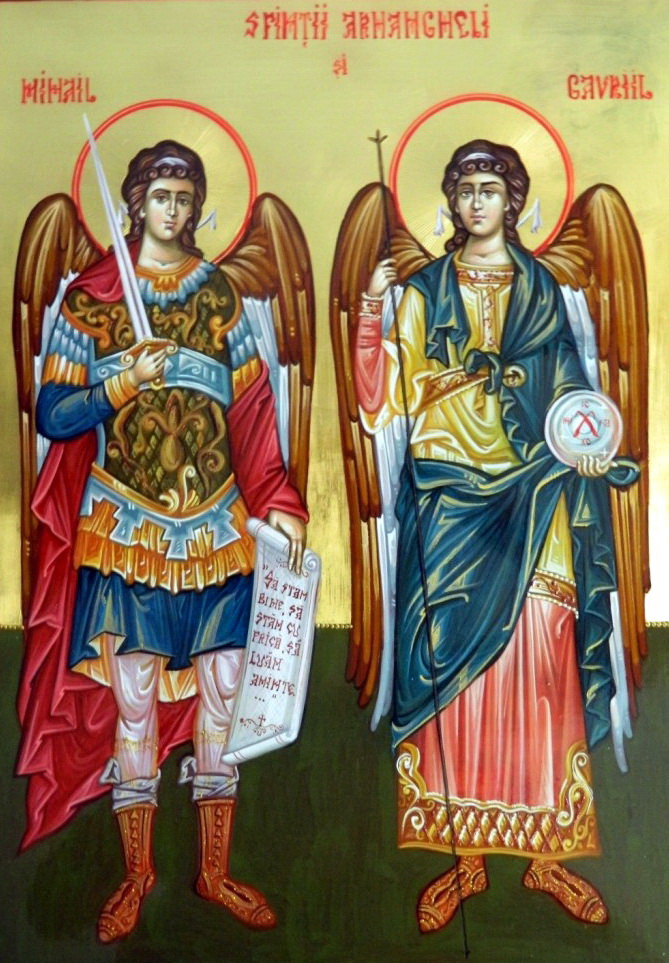 SFINȚII ARHANGHELI
ȘI
MIHAIL
GAVRIIL
„Să stăm
bine, să
stăm cu
frică, să
luăm
aminte.
..."